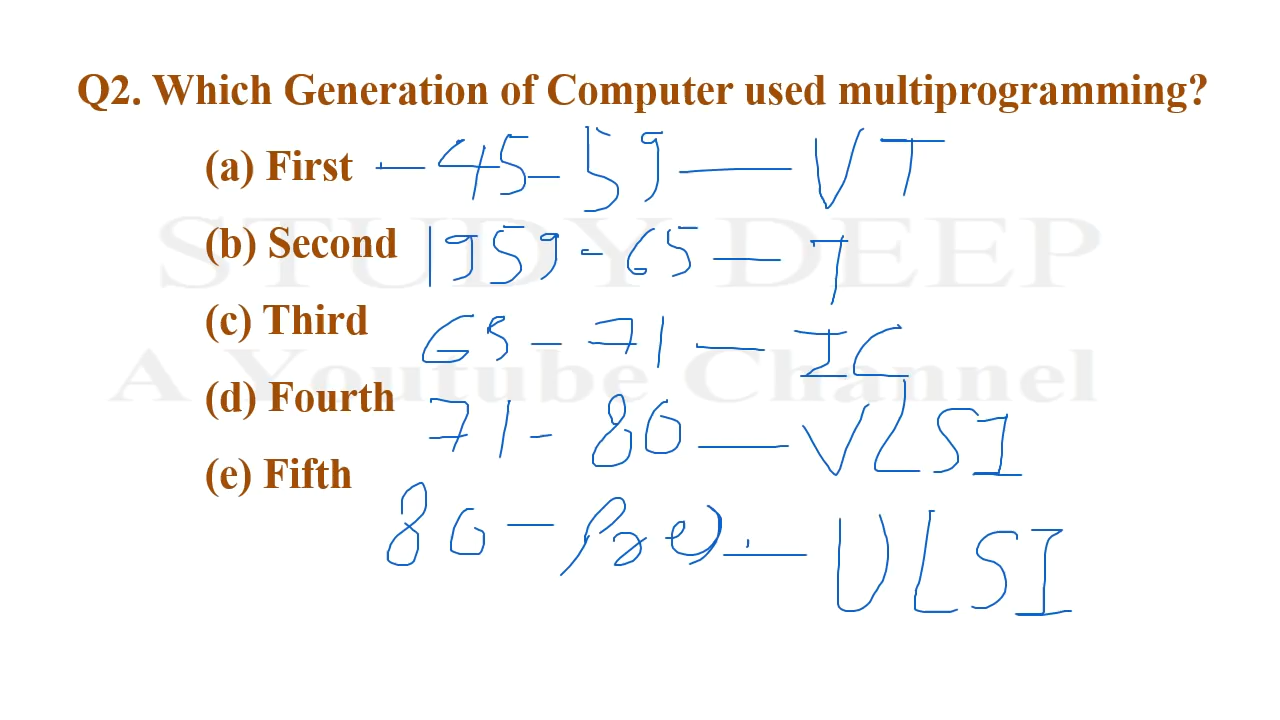 Q2. Which Generation of Computer used multiprogramming?
(a) First - 45 - 59 — VT
(b) Second 1959 - 65 — T
(c) Third 65 - 71 — IC
(d) Fourth 71 - 80 — VLSI
(e) Fifth
80 - Pre) — ULSI
STUDY DEEP
A Youtube Channel